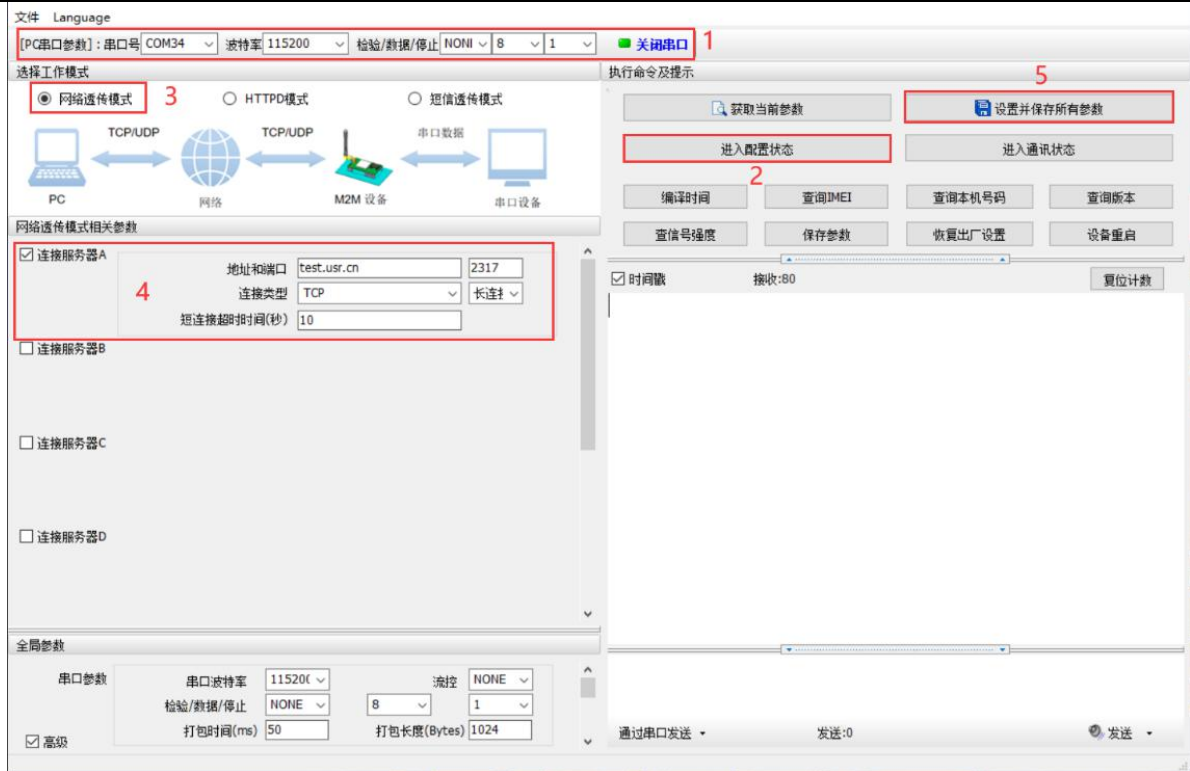 文件 Language
[PC串口参数]：串口号 COM34 波特率 115200 检验/数据/停止 NONI 8 1 关闭串口 1
选择工作模式
网络透传模式 3 HTTPD模式 短信透传模式
TCP/UDP TCP/UDP 串口数据
PC 网络 M2M 设备 串口设备
网络透传模式相关参数
连接服务器A
地址和端口 test.usr.cn 2317
4 连接类型 TCP 长连接
短连接超时时间(秒) 10
连接服务器B
连接服务器C
连接服务器D
全局参数
串口参数 串口波特率 11520( 流控 NONE
检验/数据/停止 NONE 8 1
打包时间(ms) 50 打包长度(Bytes) 1024
高级
执行命令及提示
5
获取当前参数 设置并保存所有参数
进入配置状态 进入通讯状态
2
编译时间 查询IMEI 查询本机号码 查询版本
查信号强度 保存参数 恢复出厂设置 设备重启
时间戳 接收:80 复位计数
通过串口发送 发送:0 发送